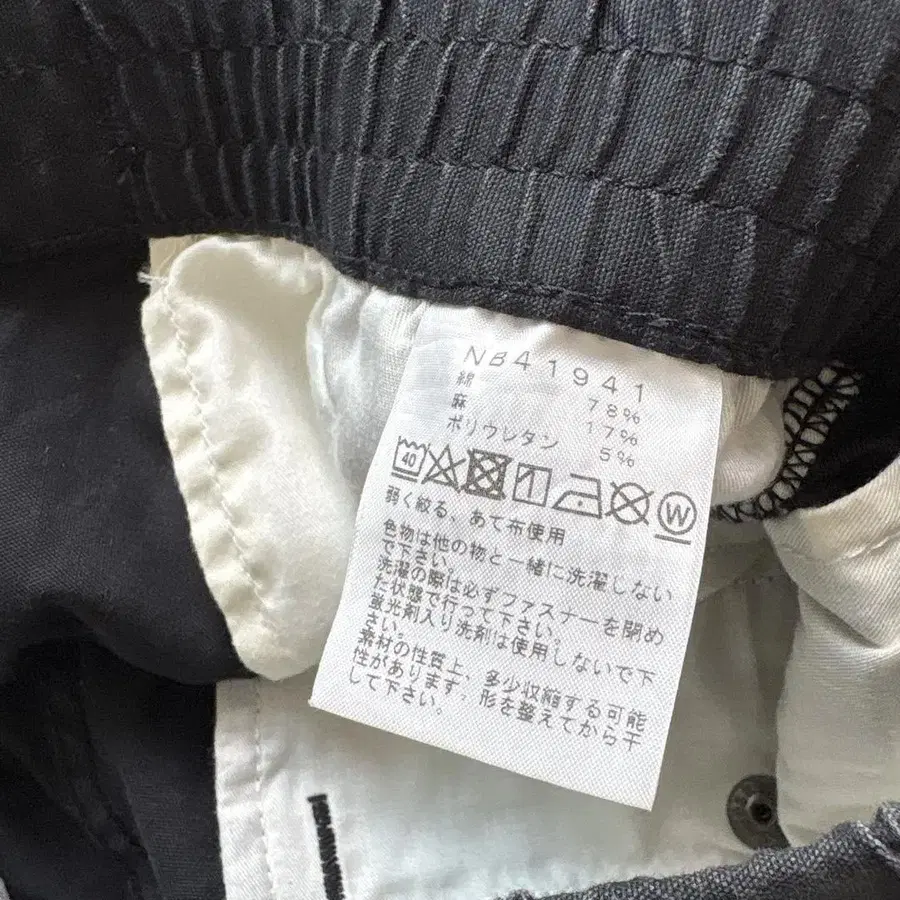 NB41941
綿 78%
麻 17%
ポリウレタン 5%
40 W
弱く絞る、あて布使用
色物は他の物と一緒に洗濯しない
で下さい。
洗濯の際は必ずファスナーを閉め
た状態で行って下さい。
蛍光剤入り洗剤は使用しないで下
さい。
素材の性質上、多少収縮する可能
性があります。形を整えてから干
して下さい。